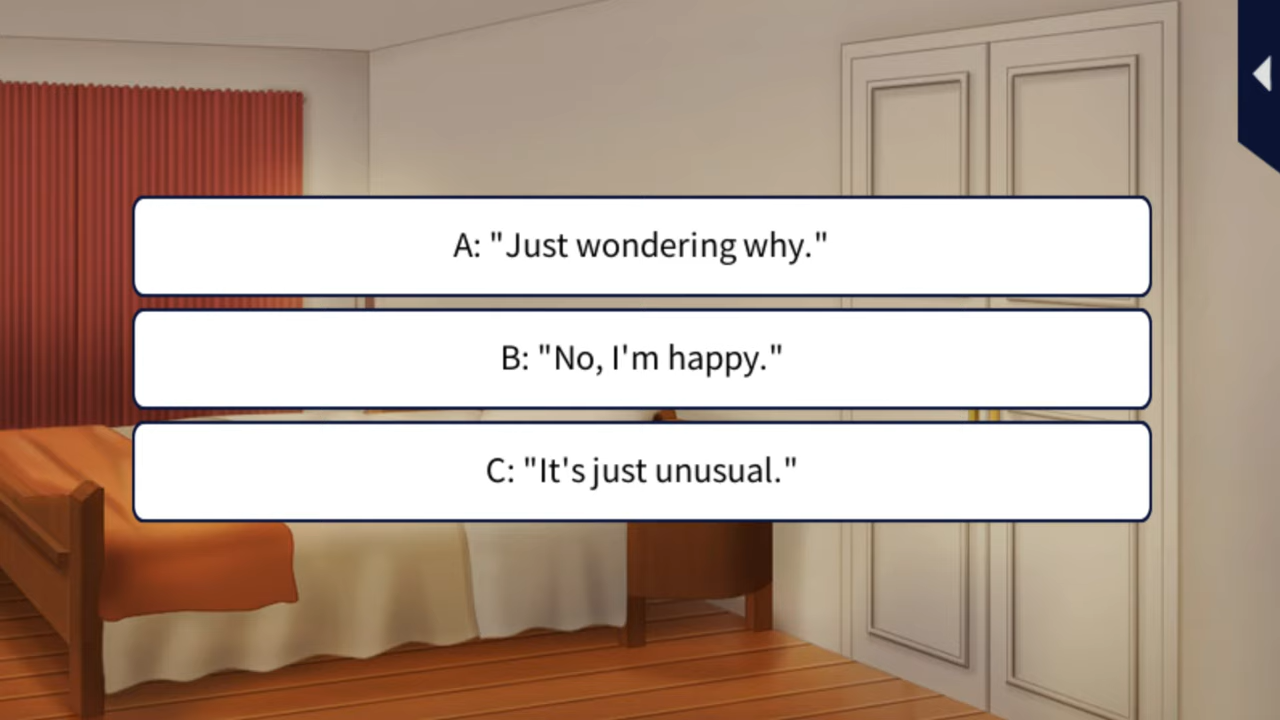 A: "Just wondering why."
B: "No, I'm happy."
C: "It's just unusual."